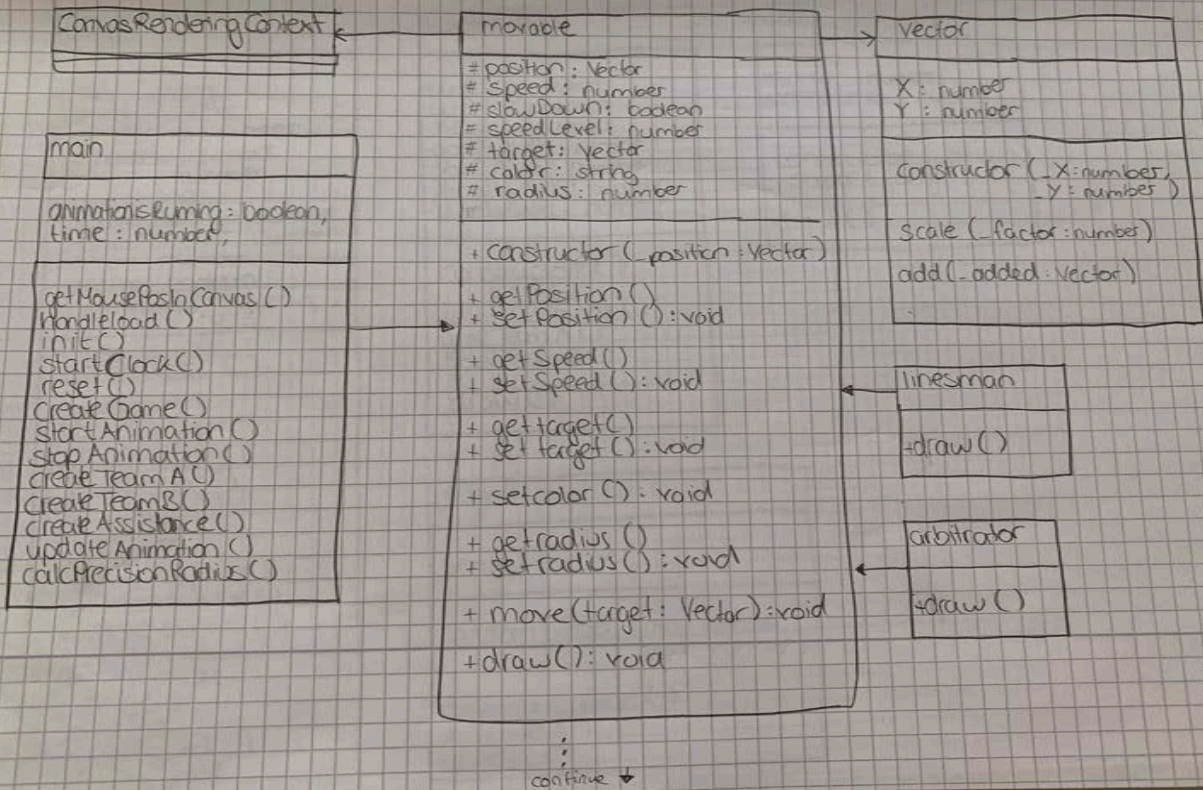 CanvasRenderingContext
main
animationisRuming: boolean,
time: number,
getMousePosInCanvas()
handleload()
init()
startClock()
reset()
createGame()
startAnimation()
stopAnimation()
createTeamA()
createTeamB()
createAssistance()
updateAnimation()
calcPrecisionRadius()
movable
# position: Vector
# speed: number
# slowDown: boolean
# speedLevel: number
# target: Vector
# color: string
# radius: number
+ constructor(_position: Vector)
+ getPosition()
+ setPosition(): void
+ getSpeed()
+ setSpeed(): void
+ gettarget()
+ settaget(): void
+ setcolor(): void
+ getradius()
+ setradius(): void
+ move(target: Vector): void
+draw(): void
vector
X: number
Y: number
constructor(_X: number,
_Y: number)
scale(_factor: number)
add(_added: Vector)
linesman
+draw()
arbitrator
+draw()
continue ↓